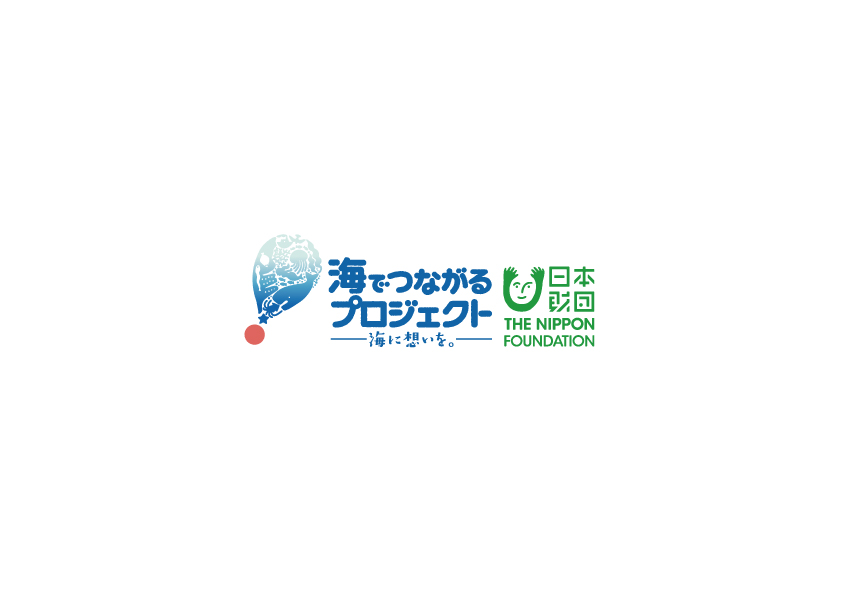 海でつながる
プロジェクト
海に想いを。
日本
財団
THE NIPPON
FOUNDATION